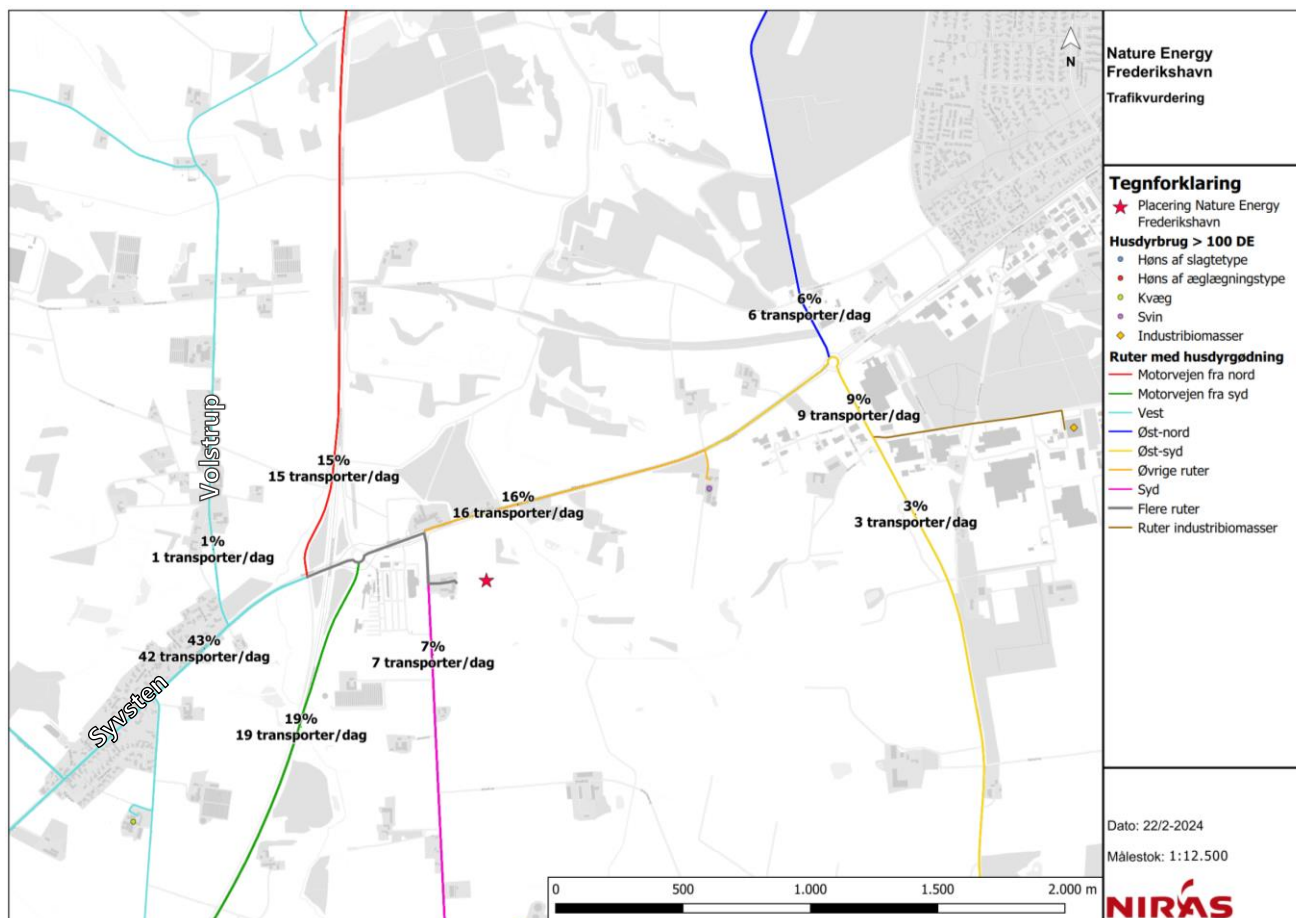 N
6%
6 transporter/dag
9%
9 transporter/dag
Volstrup
15%
15 transporter/dag
16%
16 transporter/dag
3%
3 transporter/dag
1%
1 transporter/dag
43%
42 transporter/dag
7%
7 transporter/dag
Syvsten
19%
19 transporter/dag
0 500 1.000 1.500 2.000 m
Nature Energy
Frederikshavn
Trafikvurdering
Tegnforklaring
Placering Nature Energy
Frederikshavn
Husdyrbrug > 100 DE
Høns af slagtetype
Høns af æglægningstype
Kvæg
Svin
Industribiomasser
Ruter med husdyrgødning
Motorvejen fra nord
Motorvejen fra syd
Vest
Øst-nord
Øst-syd
Øvrige ruter
Syd
Flere ruter
Ruter industribiomasser
Dato: 22/2-2024
Målestok: 1:12.500
NIRAS